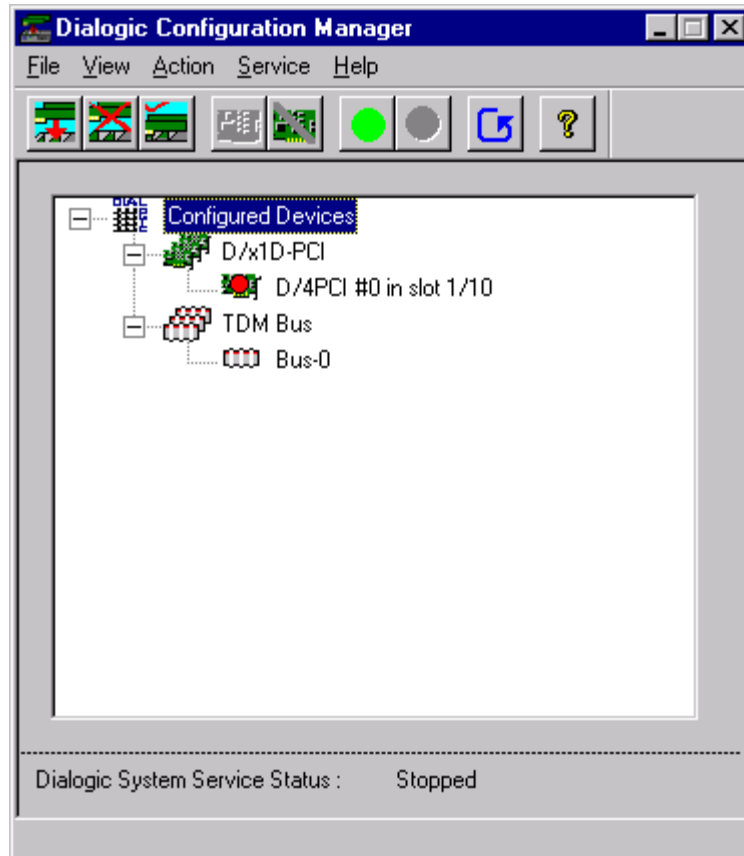 Dialogic Configuration Manager
File View Action Service Help
Configured Devices
D/x1D-PCI
D/4PCI #0 in slot 1/10
TDM Bus
Bus-0
Dialogic System Service Status : Stopped